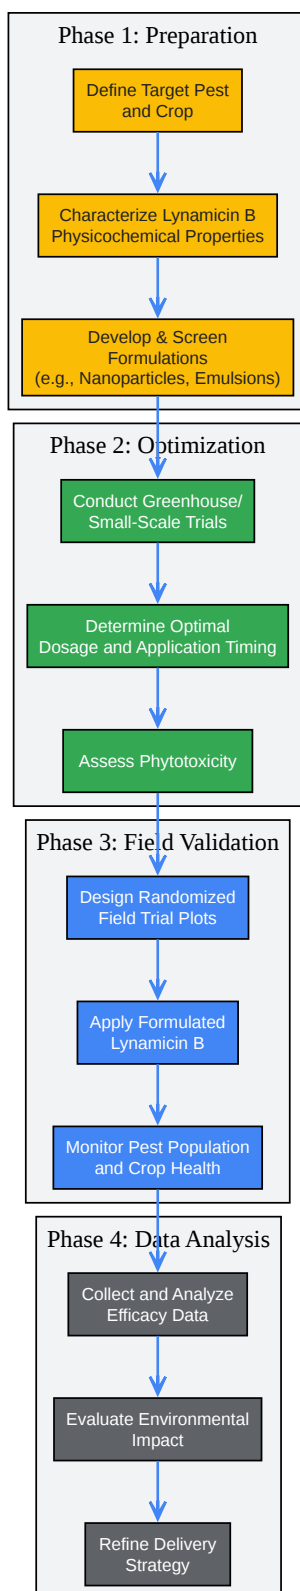 Phase 1: Preparation
Define Target Pest
and Crop
Characterize Lynamicin B
Physicochemical Properties
Develop & Screen
Formulations
(e.g., Nanoparticles, Emulsions)
Phase 2: Optimization
Conduct Greenhouse/
Small-Scale Trials
Determine Optimal
Dosage and Application Timing
Assess Phytotoxicity
Phase 3: Field Validation
Design Randomized
Field Trial Plots
Apply Formulated
Lynamicin B
Monitor Pest Population
and Crop Health
Phase 4: Data Analysis
Collect and Analyze
Efficacy Data
Evaluate Environmental
Impact
Refine Delivery
Strategy